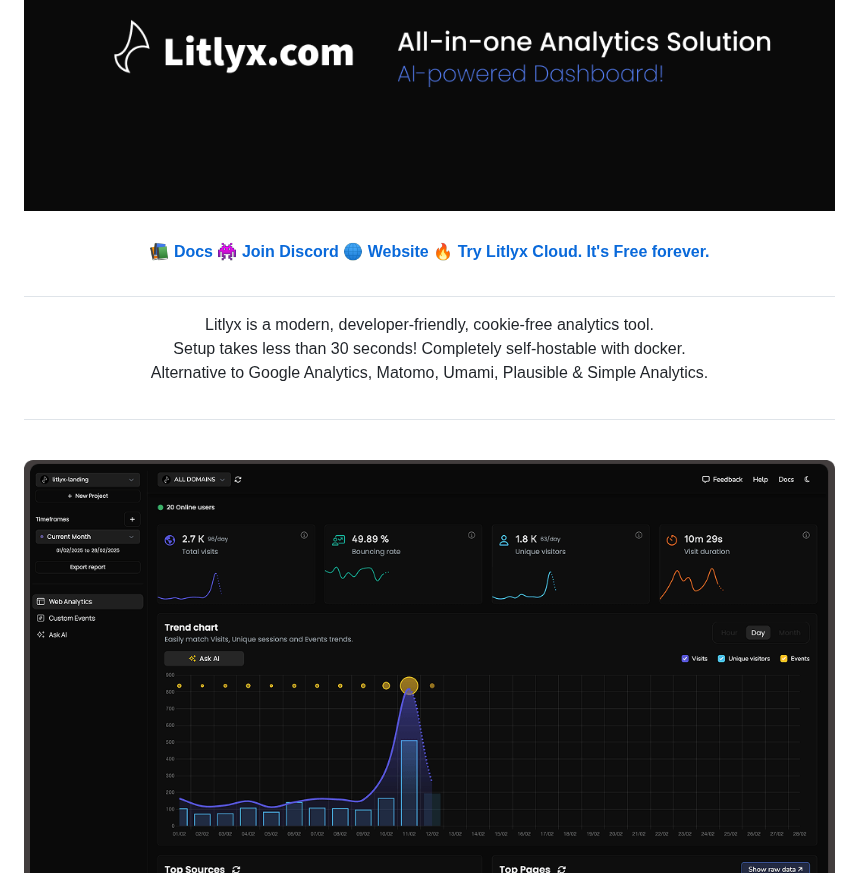 Litlyx.com
All-in-one Analytics Solution
AI-powered Dashboard!
📚 Docs 👾 Join Discord 🌐 Website 🔥 Try Litlyx Cloud. It's Free forever.
Litlyx is a modern, developer-friendly, cookie-free analytics tool.
Setup takes less than 30 seconds! Completely self-hostable with docker.
Alternative to Google Analytics, Matomo, Umami, Plausible & Simple Analytics.
litlyx-landing
ALL DOMAINS
Feedback Help Docs
+ New Project
20 Online users
Timeframes +
Current Month
01/02/2025 to 28/02/2025
Export report
2.7 K 96/day
Total visits
49.89 %
Bouncing rate
1.8 K 63/day
Unique visitors
10m 29s
Visit duration
Web Analytics
Custom Events
Ask AI
Trend chart
Easily match Visits, Unique sessions and Events trends.
Hour Day Month
Ask AI
Visits Unique visitors Events
900
800
700
600
500
400
300
200
100
0
01/02 02/02 03/02 04/02 05/02 06/02 07/02 08/02 09/02 10/02 11/02 12/02 13/02 14/02 15/02 16/02 17/02 18/02 19/02 20/02 21/02 22/02 23/02 24/02 25/02 26/02 27/02 28/02
Top Sources
Top Pages
Show raw data